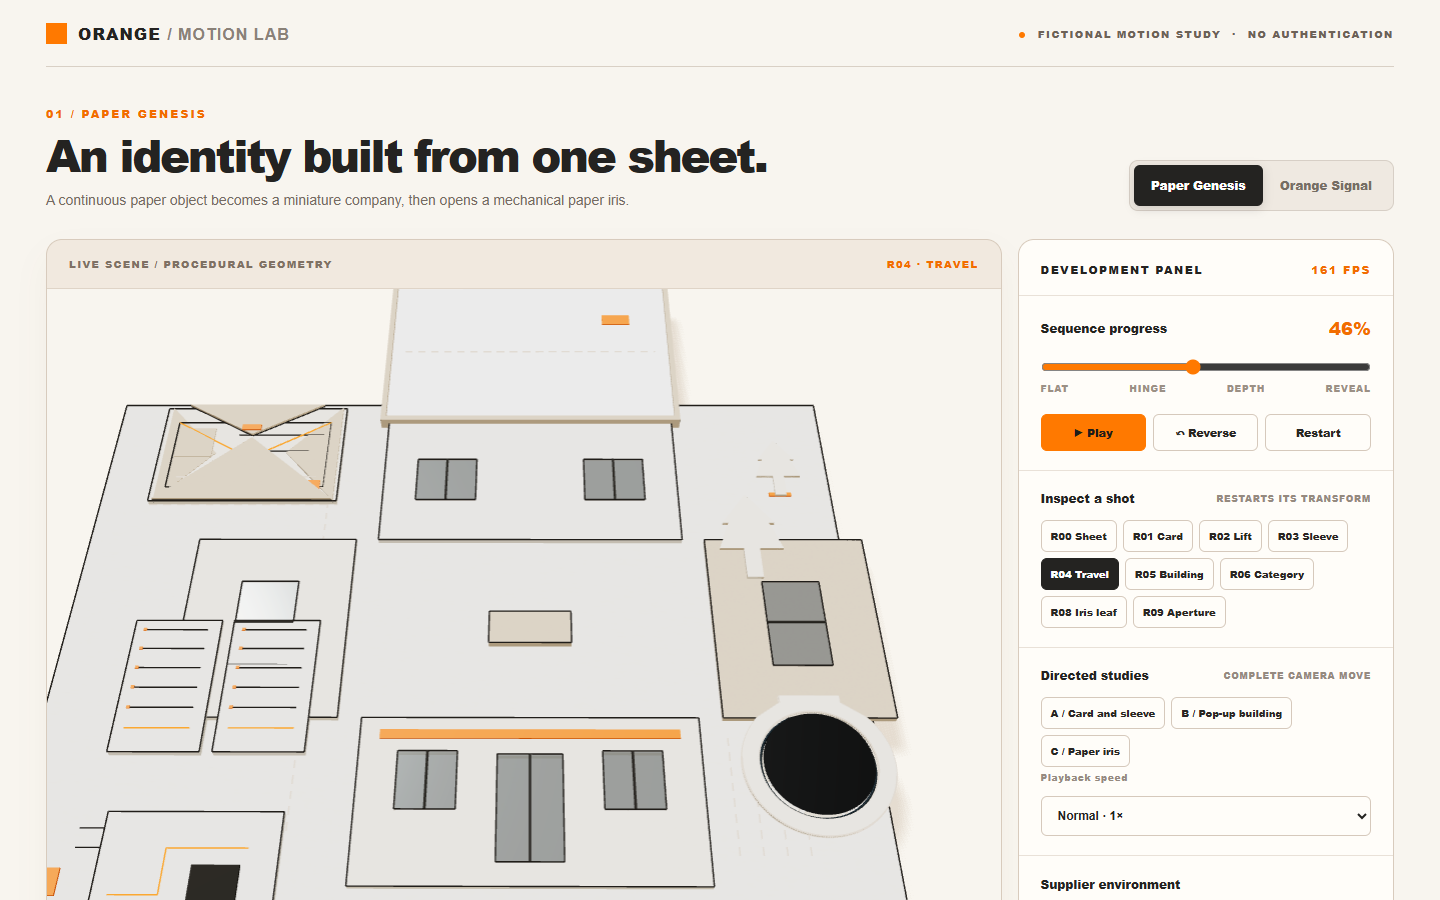 ORANGE / MOTION LAB
FICTIONAL MOTION STUDY · NO AUTHENTICATION
01 / PAPER GENESIS
An identity built from one sheet.
A continuous paper object becomes a miniature company, then opens a mechanical paper iris.
Paper Genesis
Orange Signal
LIVE SCENE / PROCEDURAL GEOMETRY
R04 · TRAVEL
DEVELOPMENT PANEL
161 FPS
Sequence progress
46%
FLAT HINGE DEPTH REVEAL
▶ Play
↶ Reverse
Restart
Inspect a shot
RESTARTS ITS TRANSFORM
R00 Sheet
R01 Card
R02 Lift
R03 Sleeve
R04 Travel
R05 Building
R06 Category
R08 Iris leaf
R09 Aperture
Directed studies
COMPLETE CAMERA MOVE
A / Card and sleeve
B / Pop-up building
C / Paper iris
Playback speed
Normal · 1×
Supplier environment